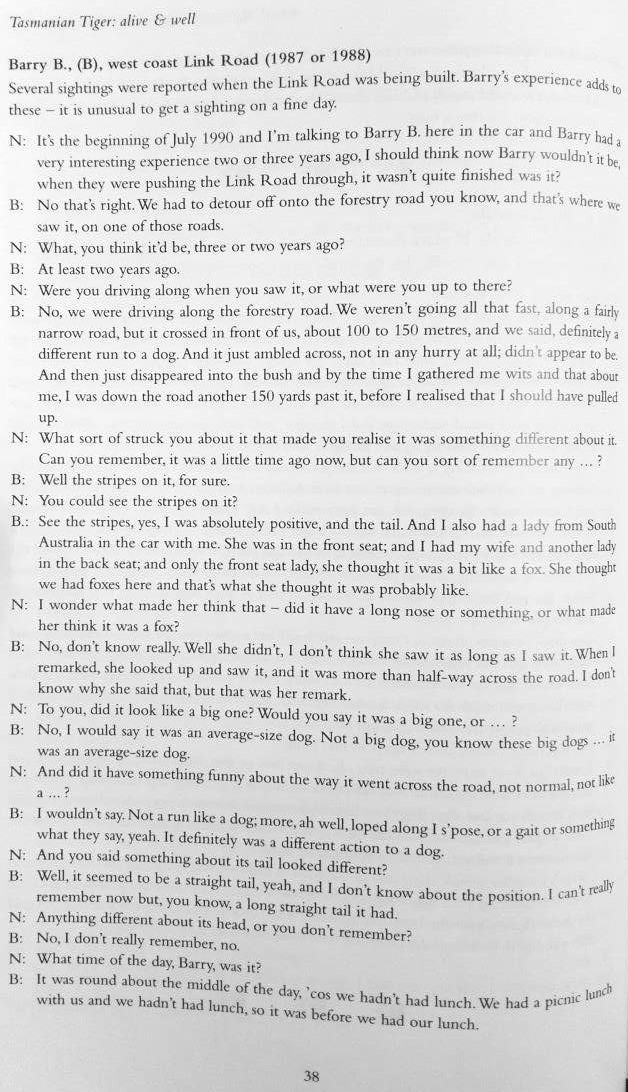 Tasmanian Tiger: alive & well
Barry B., (B), west coast Link Road (1987 or 1988)
Several sightings were reported when the Link Road was being built. Barry's experience adds to
these – it is unusual to get a sighting on a fine day.
N: It's the beginning of July 1990 and I'm talking to Barry B. here in the car and Barry had a
very interesting experience two or three years ago, I should think now Barry wouldn't it be,
when they were pushing the Link Road through, it wasn't quite finished was it?
B: No that's right. We had to detour off onto the forestry road you know, and that's where we
saw it, on one of those roads.
N: What, you think it'd be, three or two years ago?
B: At least two years ago.
N: Were you driving along when you saw it, or what were you up to there?
B: No, we were driving along the forestry road. We weren't going all that fast, along a fairly
narrow road, but it crossed in front of us, about 100 to 150 metres, and we said, definitely a
different run to a dog. And it just ambled across, not in any hurry at all; didn't appear to be.
And then just disappeared into the bush and by the time I gathered me wits and that about
me, I was down the road another 150 yards past it, before I realised that I should have pulled
up.
N: What sort of struck you about it that made you realise it was something different about it.
Can you remember, it was a little time ago now, but can you sort of remember any ... ?
B: Well the stripes on it, for sure.
N: You could see the stripes on it?
B.: See the stripes, yes, I was absolutely positive, and the tail. And I also had a lady from South
Australia in the car with me. She was in the front seat; and I had my wife and another lady
in the back seat; and only the front seat lady, she thought it was a bit like a fox. She thought
we had foxes here and that's what she thought it was probably like.
N: I wonder what made her think that – did it have a long nose or something, or what made
her think it was a fox?
B: No, don't know really. Well she didn't, I don't think she saw it as long as I saw it. When I
remarked, she looked up and saw it, and it was more than half-way across the road. I don't
know why she said that, but that was her remark.
N: To you, did it look like a big one? Would you say it was a big one, or ... ?
B: No, I would say it was an average-size dog. Not a big dog, you know these big dogs ... it
was an average-size dog.
N: And did it have something funny about the way it went across the road, not normal, not like
a ... ?
B: I wouldn't say. Not a run like a dog; more, ah well, loped along I s'pose, or a gait or something
what they say, yeah. It definitely was a different action to a dog.
N: And you said something about its tail looked different?
B: Well, it seemed to be a straight tail, yeah, and I don't know about the position. I can't really
remember now but, you know, a long straight tail it had.
N: Anything different about its head, or you don't remember?
B: No, I don't really remember, no.
N: What time of the day, Barry, was it?
B: It was round about the middle of the day, 'cos we hadn't had lunch. We had a picnic lunch
with us and we hadn't had lunch, so it was before we had our lunch.
38